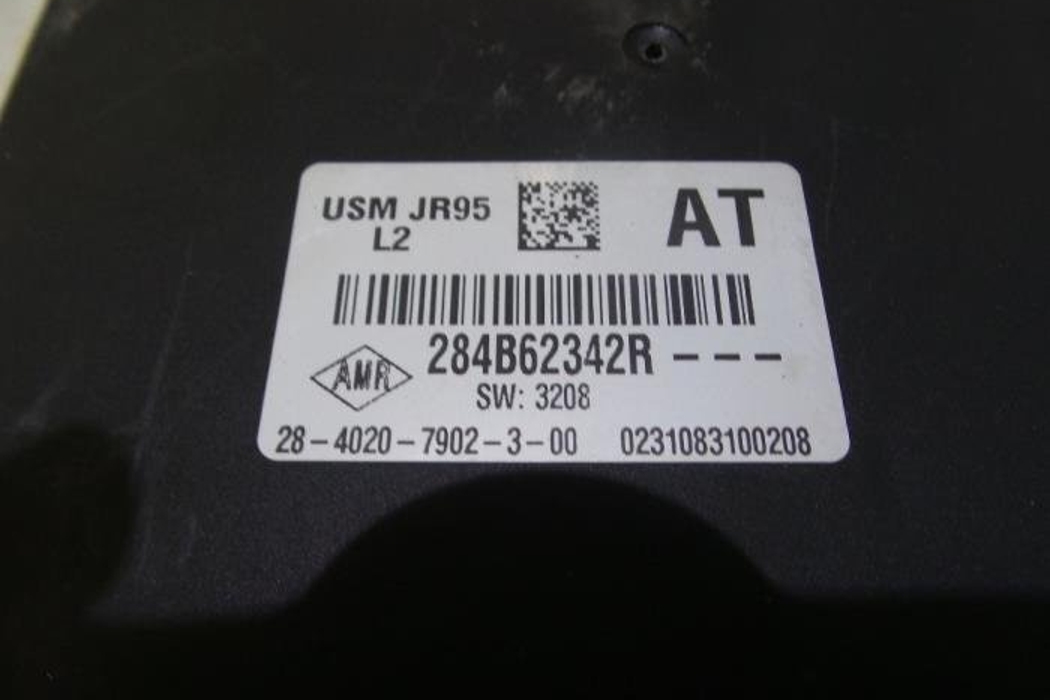 USM JR95 AT
L2
284B62342R – – –
AMR
SW: 3208
28–4020–7902–3–00 0231083100208